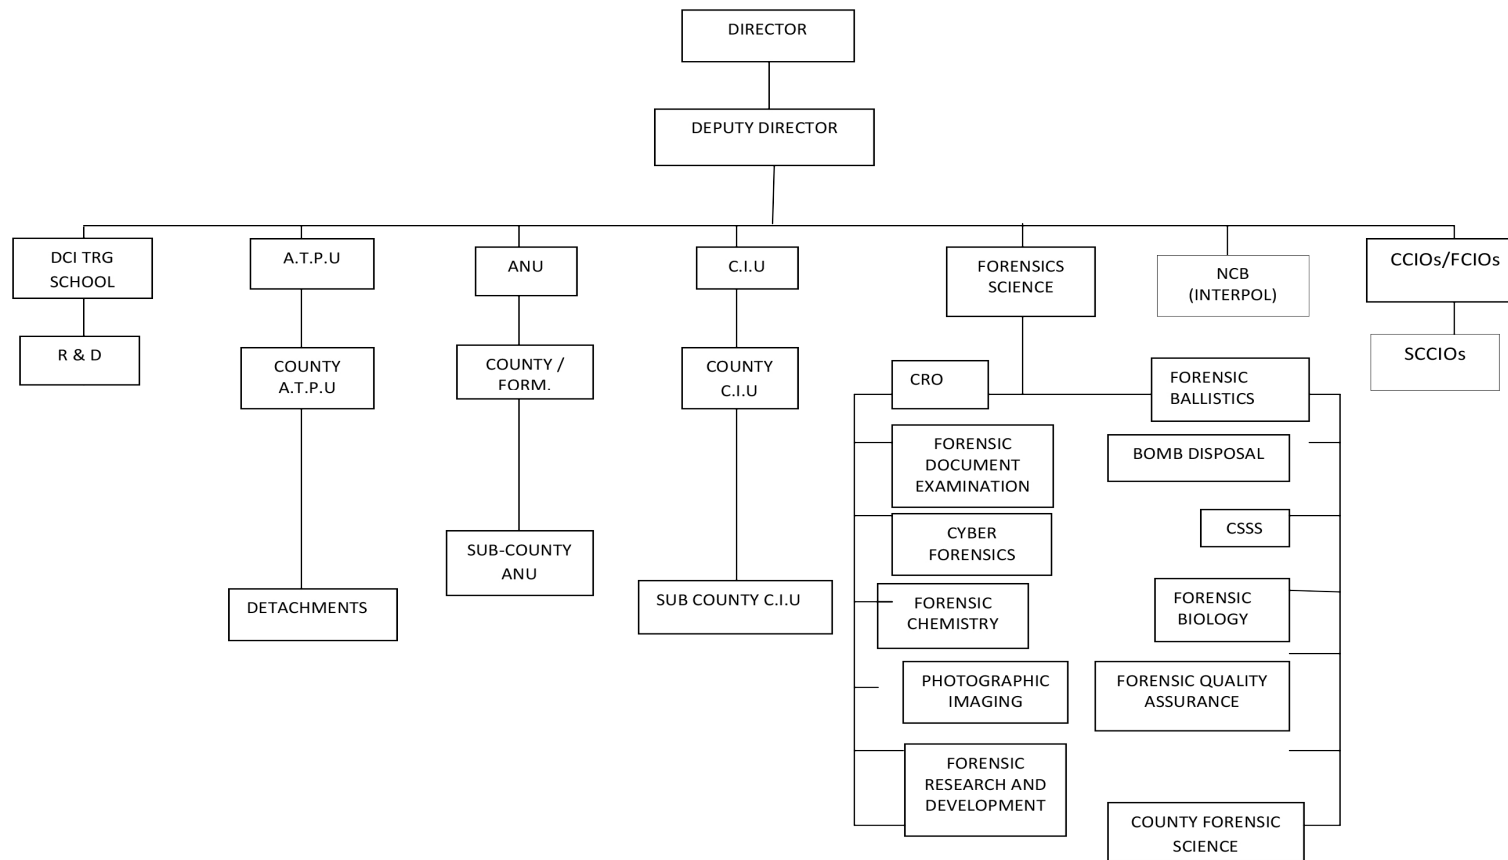 DIRECTOR
DEPUTY DIRECTOR
DCI TRG
SCHOOL
A.T.P.U
ANU
C.I.U
FORENSICS
SCIENCE
NCB
(INTERPOL)
CCIOs/FCIOs
R & D
COUNTY
A.T.P.U
COUNTY /
FORM.
COUNTY
C.I.U
CRO
FORENSIC
BALLISTICS
SCCIOs
FORENSIC
DOCUMENT
EXAMINATION
BOMB DISPOSAL
CYBER
FORENSICS
CSSS
SUB-COUNTY
ANU
DETACHMENTS
SUB COUNTY C.I.U
FORENSIC
CHEMISTRY
FORENSIC
BIOLOGY
PHOTOGRAPHIC
IMAGING
FORENSIC QUALITY
ASSURANCE
FORENSIC
RESEARCH AND
DEVELOPMENT
COUNTY FORENSIC
SCIENCE